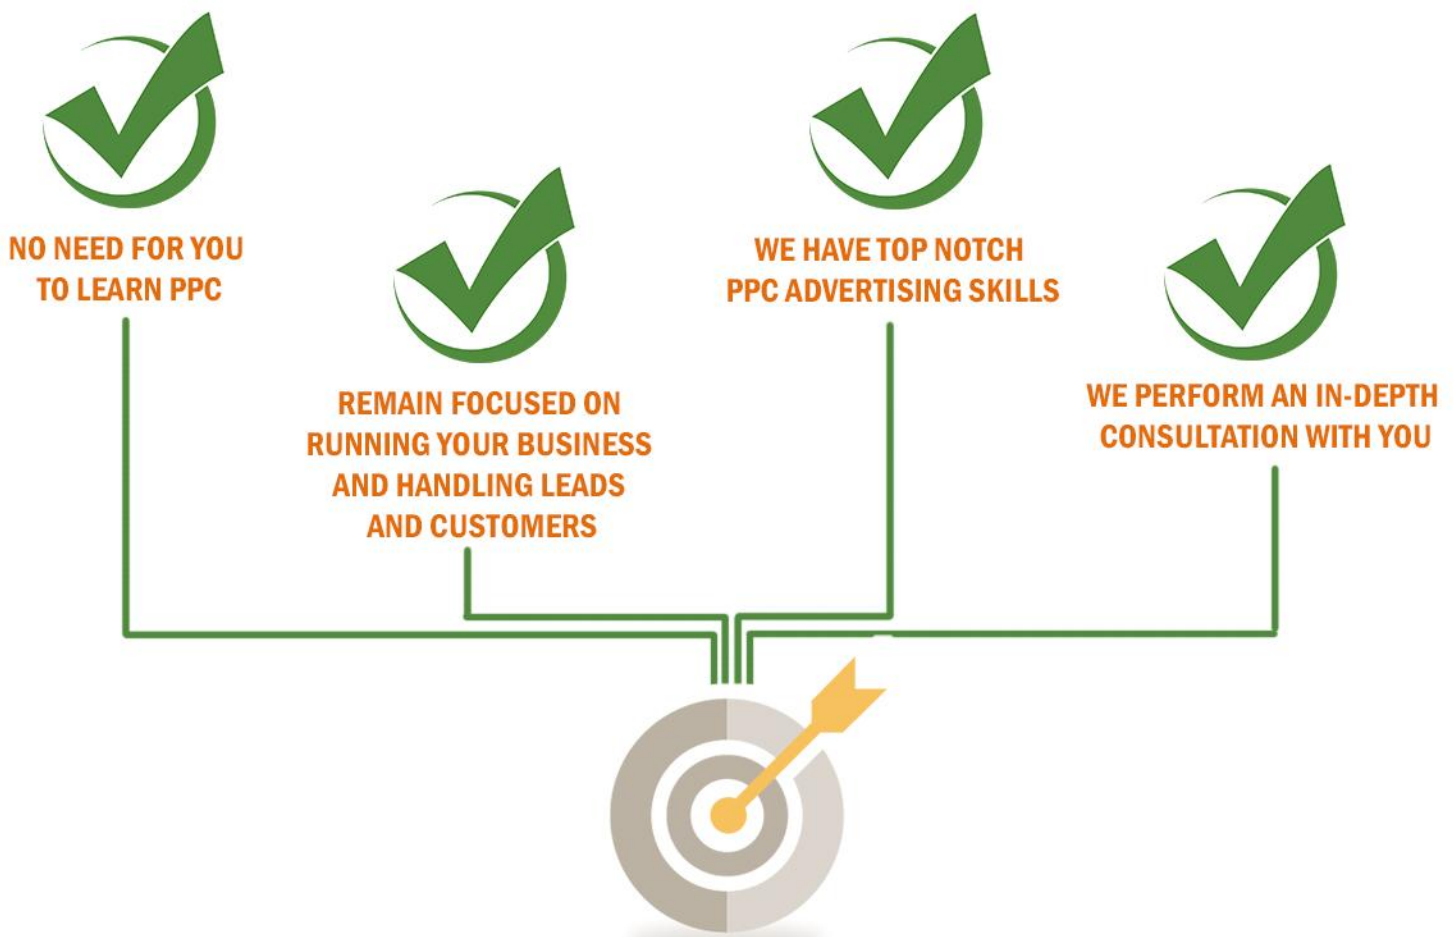 NO NEED FOR YOU
TO LEARN PPC
REMAIN FOCUSED ON
RUNNING YOUR BUSINESS
AND HANDLING LEADS
AND CUSTOMERS
WE HAVE TOP NOTCH
PPC ADVERTISING SKILLS
WE PERFORM AN IN-DEPTH
CONSULTATION WITH YOU